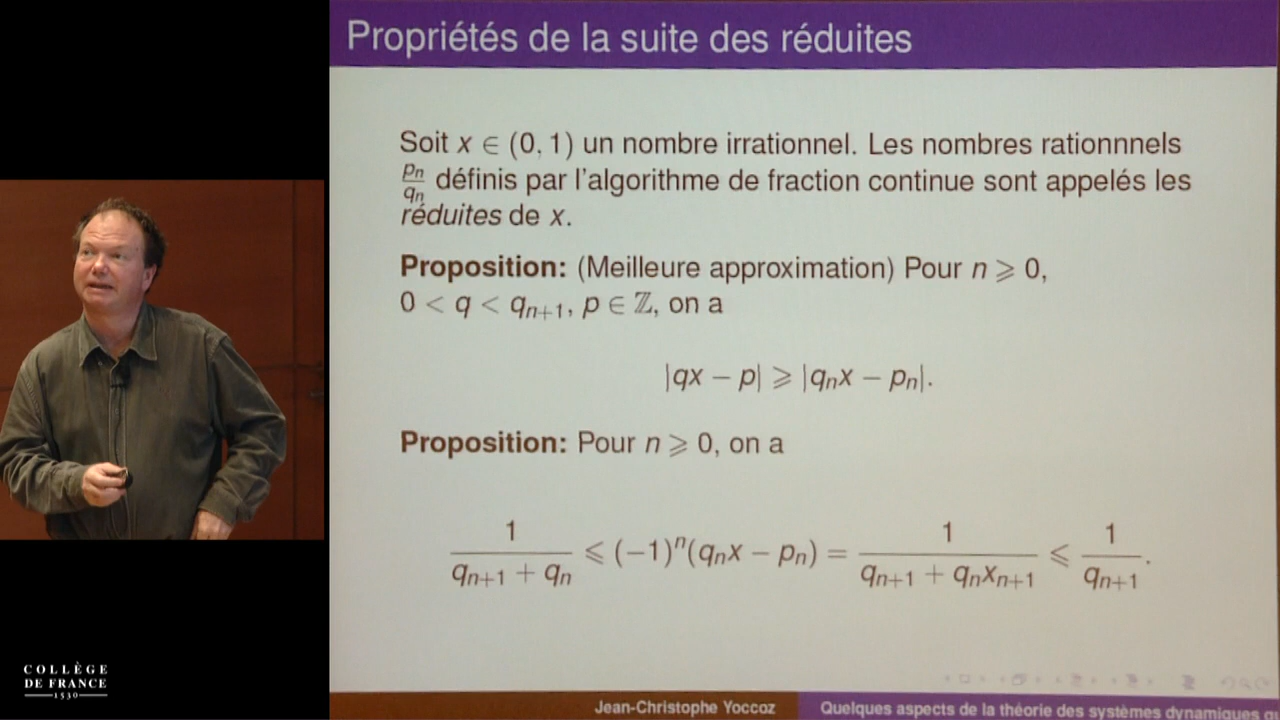 Propriétés de la suite des réduites
Soit x ∈ (0, 1) un nombre irrationnel. Les nombres rationnnels
pₙ/qₙ définis par l'algorithme de fraction continue sont appelés les
réduites de x.
Proposition: (Meilleure approximation) Pour n ⩾ 0,
0 < q < qₙ₊₁, p ∈ ℤ, on a
|qx − p| ⩾ |qₙx − pₙ|.
Proposition: Pour n ⩾ 0, on a
1/(qₙ₊₁ + qₙ) ⩽ (−1)ⁿ(qₙx − pₙ) = 1/(qₙ₊₁ + qₙxₙ₊₁) ⩽ 1/qₙ₊₁.
COLLÈGE
DE FRANCE
1530
Jean-Christophe Yoccoz
Quelques aspects de la théorie des systèmes dynamiques